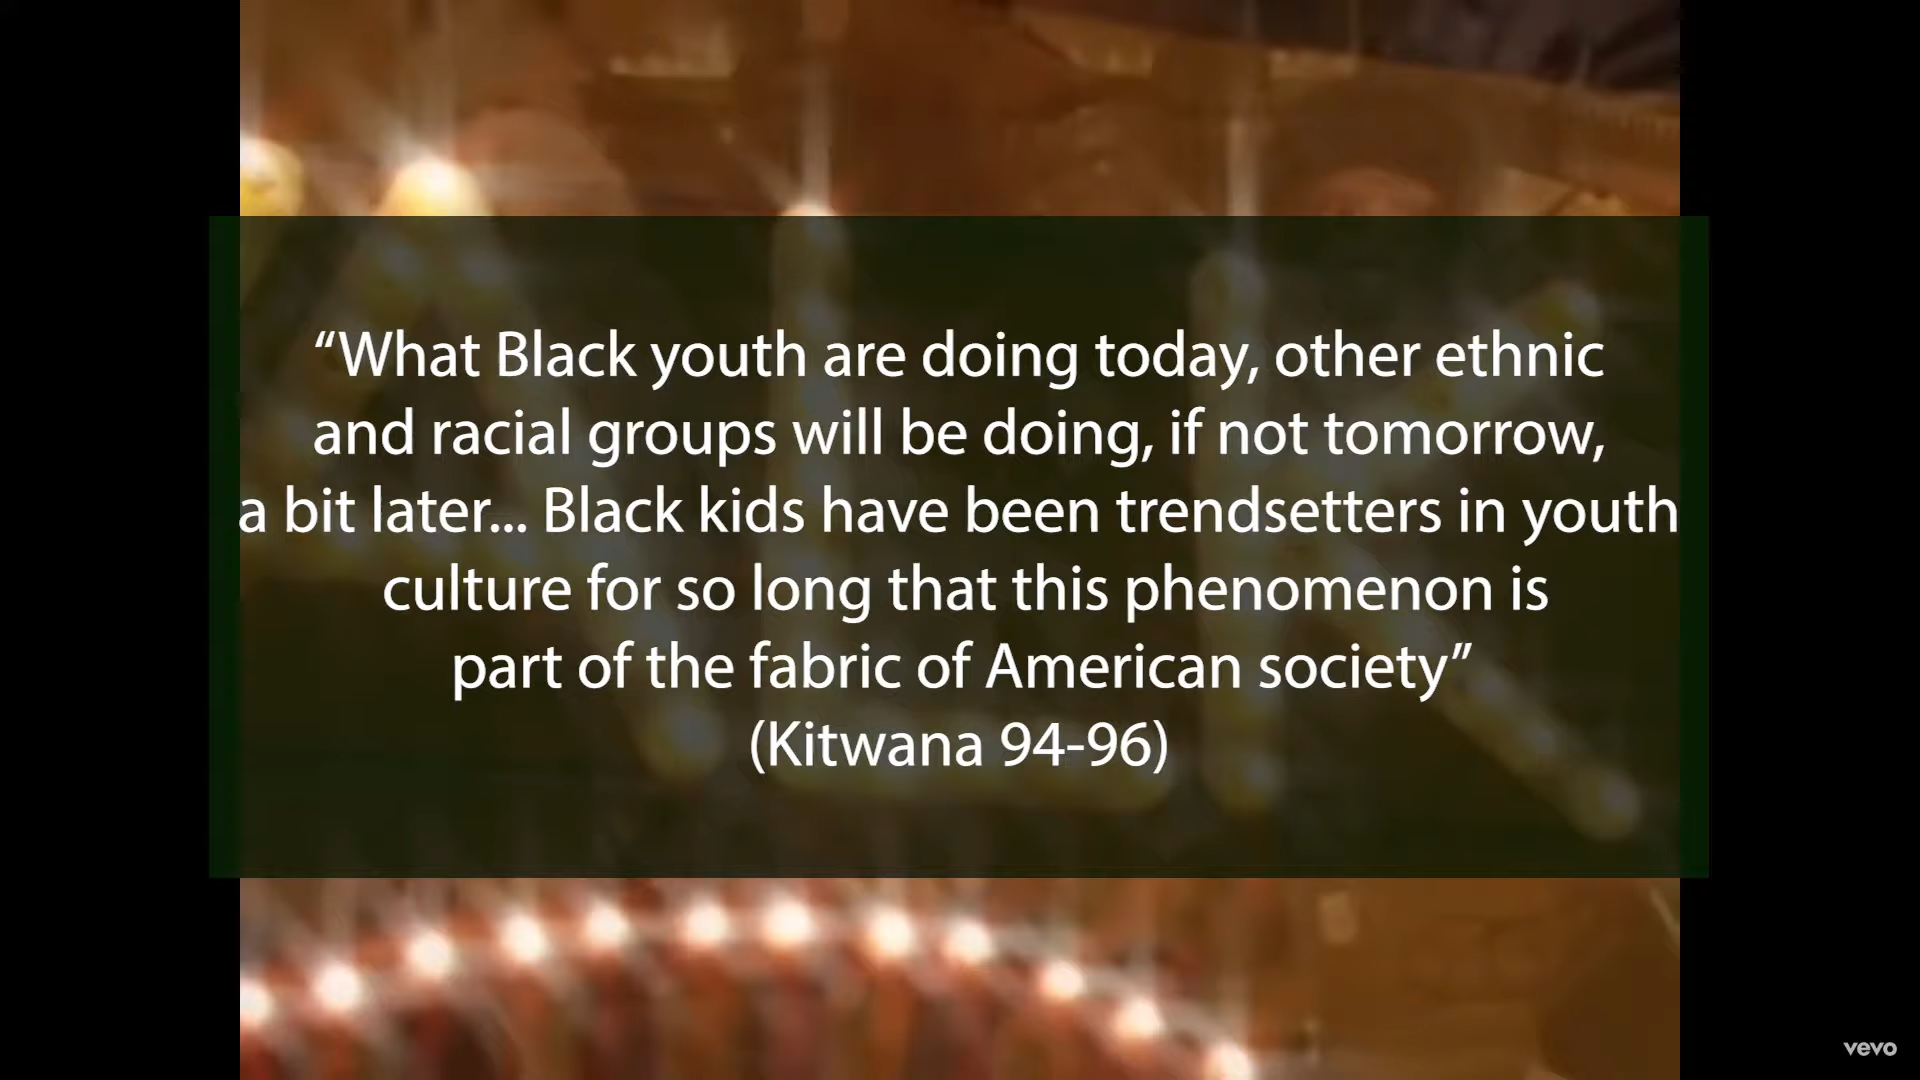 “What Black youth are doing today, other ethnic
and racial groups will be doing, if not tomorrow,
a bit later... Black kids have been trendsetters in youth
culture for so long that this phenomenon is
part of the fabric of American society”
(Kitwana 94-96)
vevo